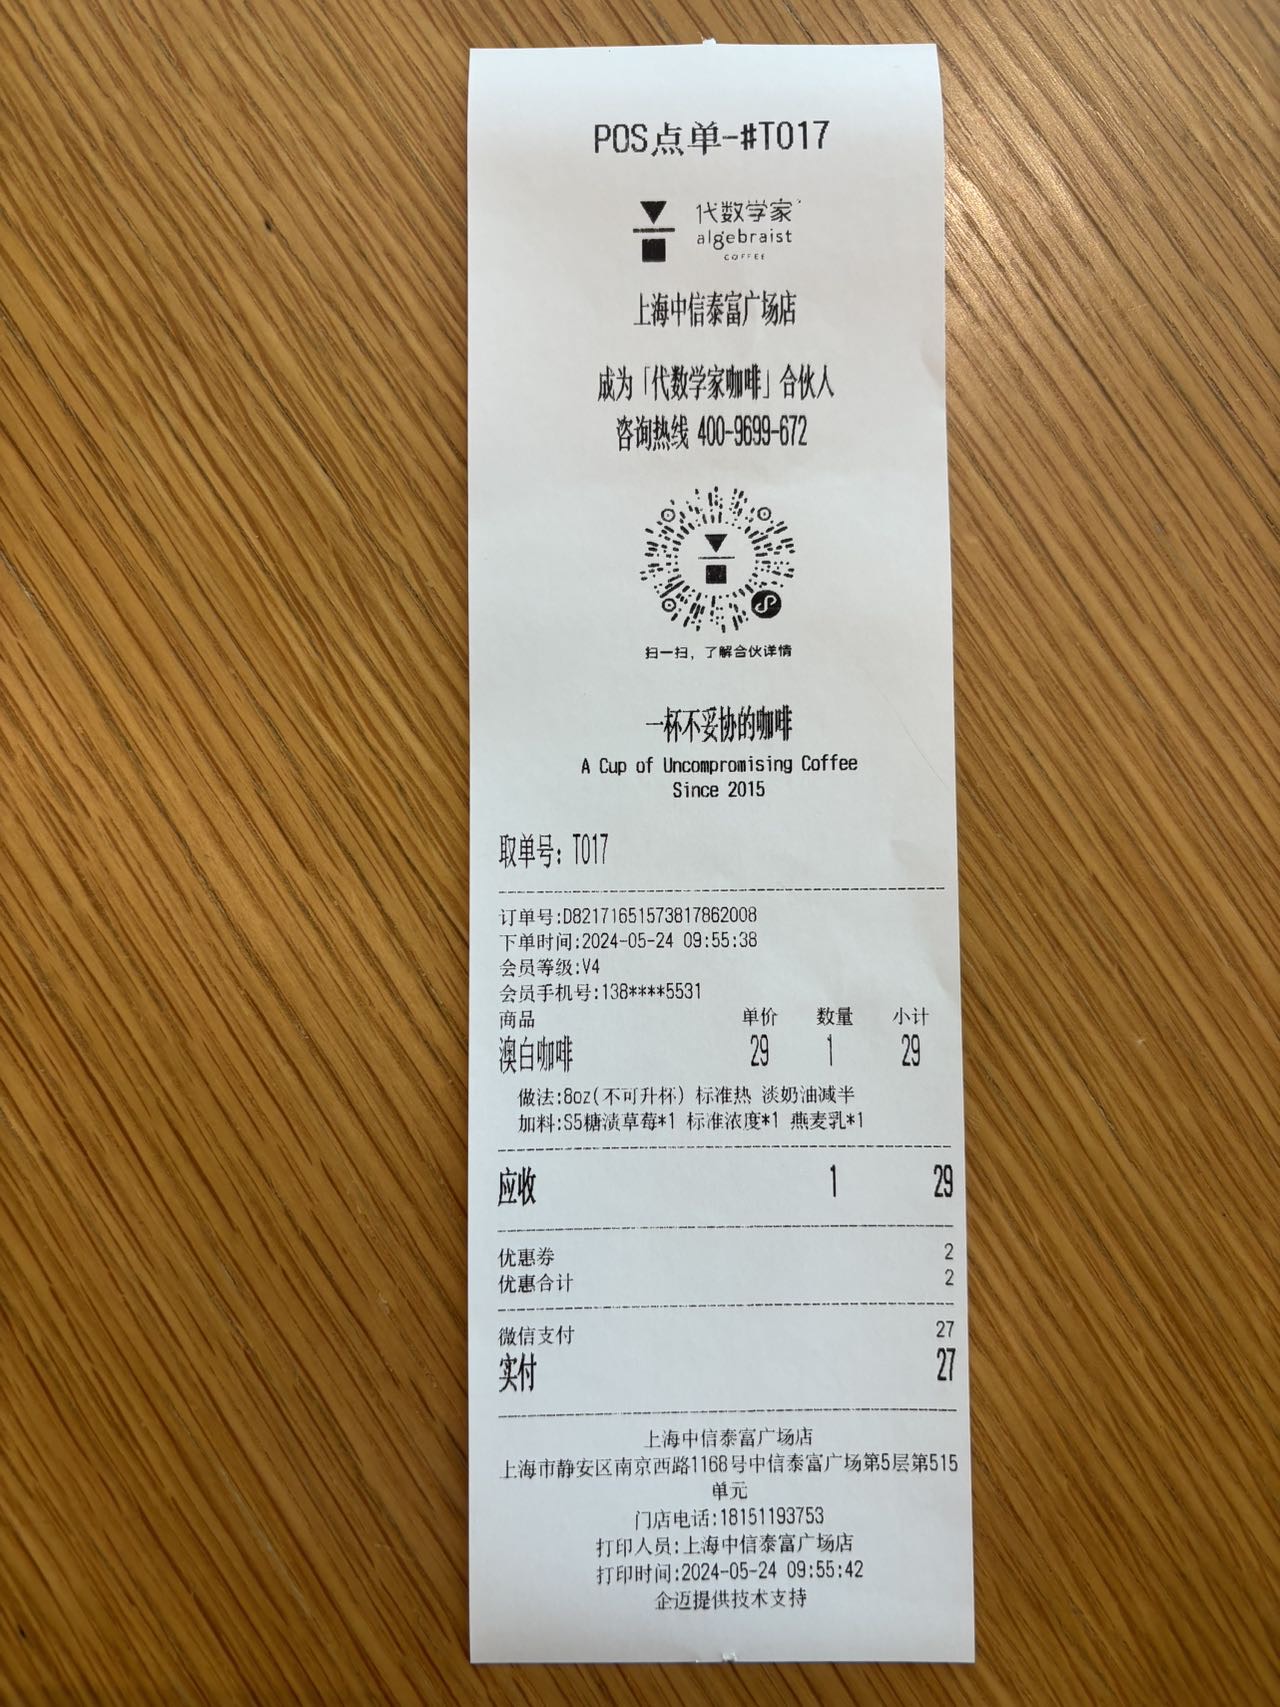 POS点单-#T017
代数学家
algebraist
COFFEE
上海中信泰富广场店
成为「代数学家咖啡」合伙人
咨询热线 400-9699-672
扫一扫，了解合伙详情
一杯不妥协的咖啡
A Cup of Uncompromising Coffee
Since 2015
取单号: T017
订单号:D82171651573817862008
下单时间:2024-05-24 09:55:38
会员等级:V4
会员手机号:138****5531
商品 单价 数量 小计
澳白咖啡 29 1 29
做法:8oz(不可升杯) 标准热 淡奶油减半
加料:S5糖渍草莓*1 标准浓度*1 燕麦乳*1
应收 1 29
优惠券 2
优惠合计 2
微信支付 27
实付 27
上海中信泰富广场店
上海市静安区南京西路1168号中信泰富广场第5层第515
单元
门店电话:18151193753
打印人员:上海中信泰富广场店
打印时间:2024-05-24 09:55:42
企迈提供技术支持